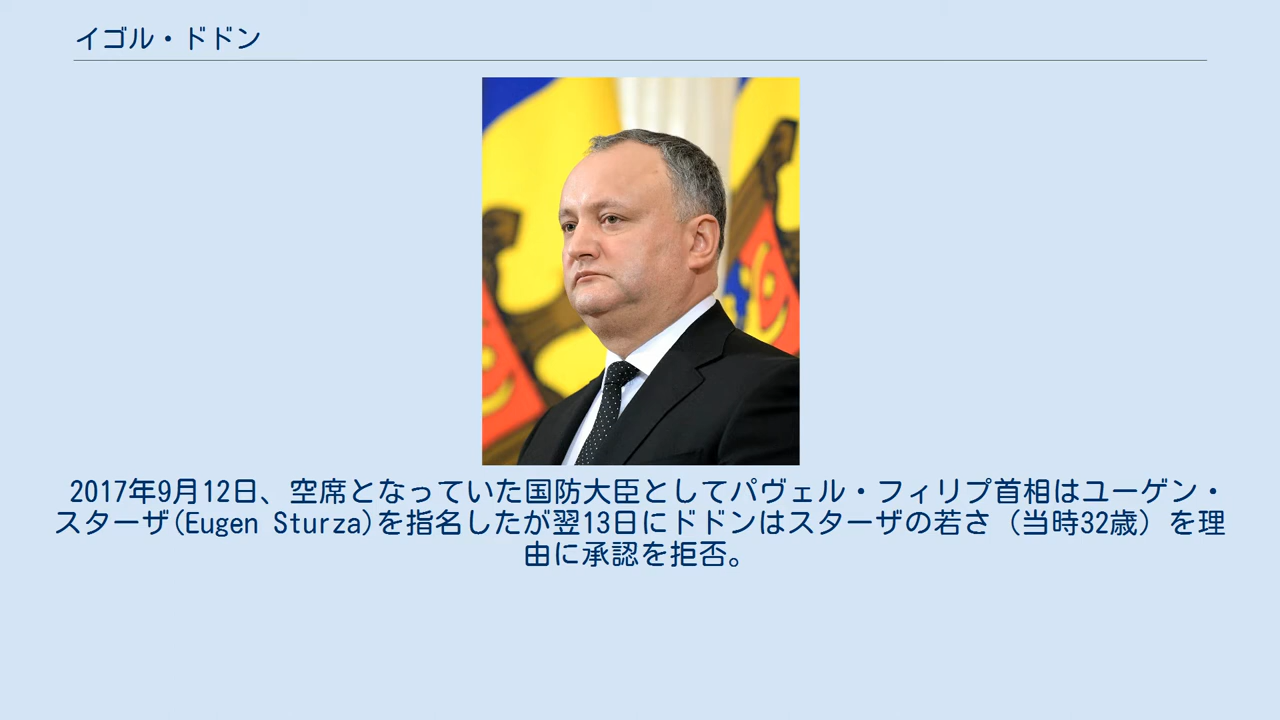 イゴル・ドドン
2017年9月12日、空席となっていた国防大臣としてパヴェル・フィリプ首相はユーゲン・
スターザ(Eugen Sturza)を指名したが翌13日にドドンはスターザの若さ（当時32歳）を理
由に承認を拒否。